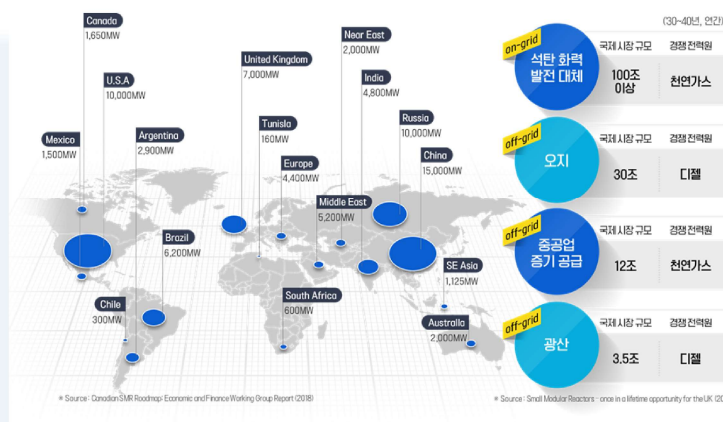 Canada
1,650MW
U.S.A
10,000MW
Mexico
1,500MW
Argentina
2,900MW
Brazil
6,200MW
Chile
300MW
United Kingdom
7,000MW
Tunisia
160MW
Europe
4,400MW
Near East
2,000MW
India
4,800MW
Russia
10,000MW
China
15,000MW
Middle East
5,200MW
South Africa
600MW
SE Asia
1,125MW
Australia
2,000MW
* Source : Canadian SMR Roadmap: Economic and Finance Working Group Report (2018)
('30~40년, 연간)
on-grid
석탄 화력
발전 대체
국제 시장 규모 경쟁 전력원
100조
이상
천연가스
off-grid
오지
국제 시장 규모 경쟁 전력원
30조 디젤
off-grid
중공업
증기 공급
국제 시장 규모 경쟁 전력원
12조 천연가스
off-grid
광산
국제 시장 규모 경쟁 전력원
3.5조 디젤
* Source : Small Modular Reactors - once in a lifetime opportunity for the UK (20